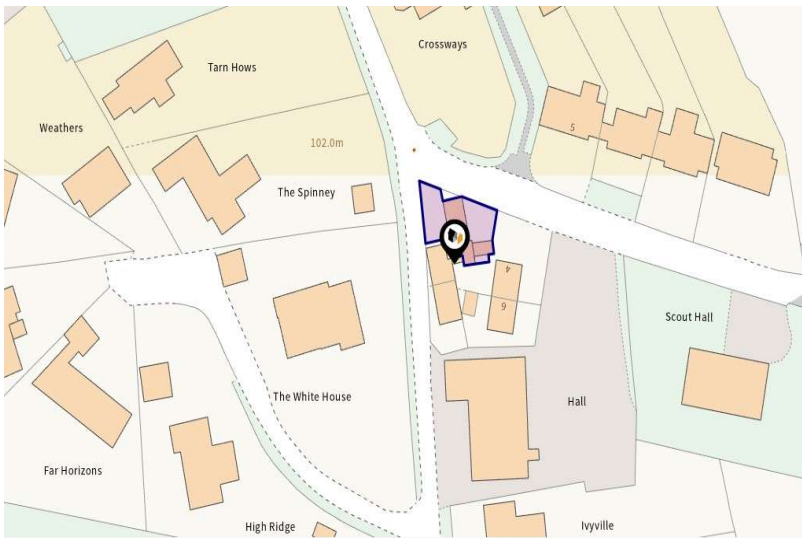 Crossways
Tarn Hows
Weathers
5
102.0m
The Spinney
4
6
Scout Hall
The White House
Hall
Far Horizons
High Ridge
Ivyville